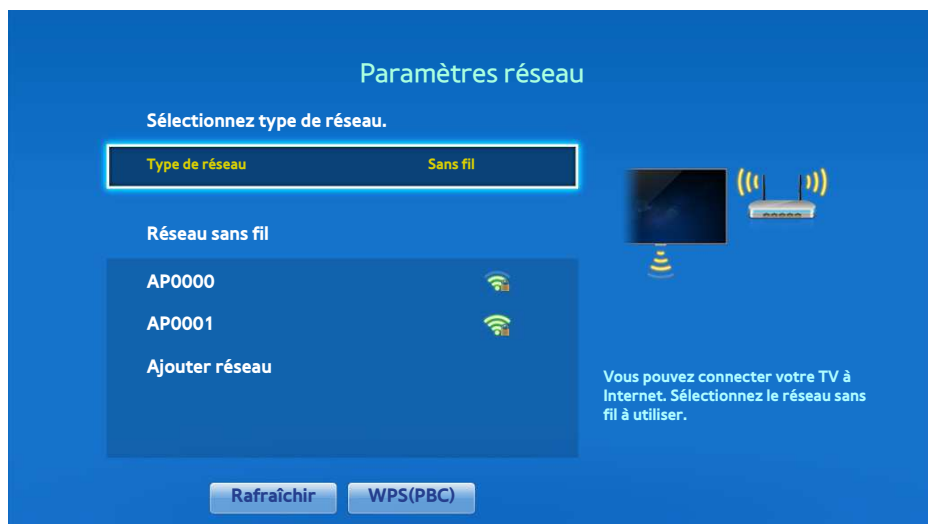 Paramètres réseau
Sélectionnez type de réseau.
Type de réseau Sans fil
Réseau sans fil
AP0000
AP0001
Ajouter réseau
Vous pouvez connecter votre TV à
Internet. Sélectionnez le réseau sans
fil à utiliser.
Rafraîchir WPS(PBC)